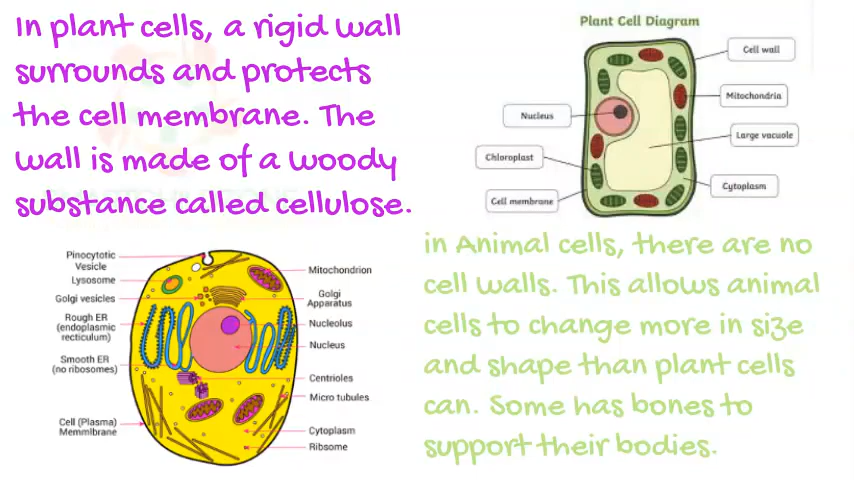 In plant cells, a rigid wall
surrounds and protects
the cell membrane. The
wall is made of a woody
substance called cellulose.
Plant Cell Diagram
Cell wall
Mitochondria
Nucleus
Large vacuole
Chloroplast
Cytoplasm
Cell membrane
Pinocytotic
Vesicle
Lysosome
Golgi vesicles
Rough ER
(endoplasmic
recticulum)
Smooth ER
(no ribosomes)
Cell (Plasma)
Memmlbrane
Mitochondrion
Golgi
Apparatus
Nucleolus
Nucleus
Centrioles
Micro tubules
Cytoplasm
Ribsome
in Animal cells, there are no
cell walls. This allows animal
cells to change more in size
and shape than plant cells
can. Some has bones to
support their bodies.